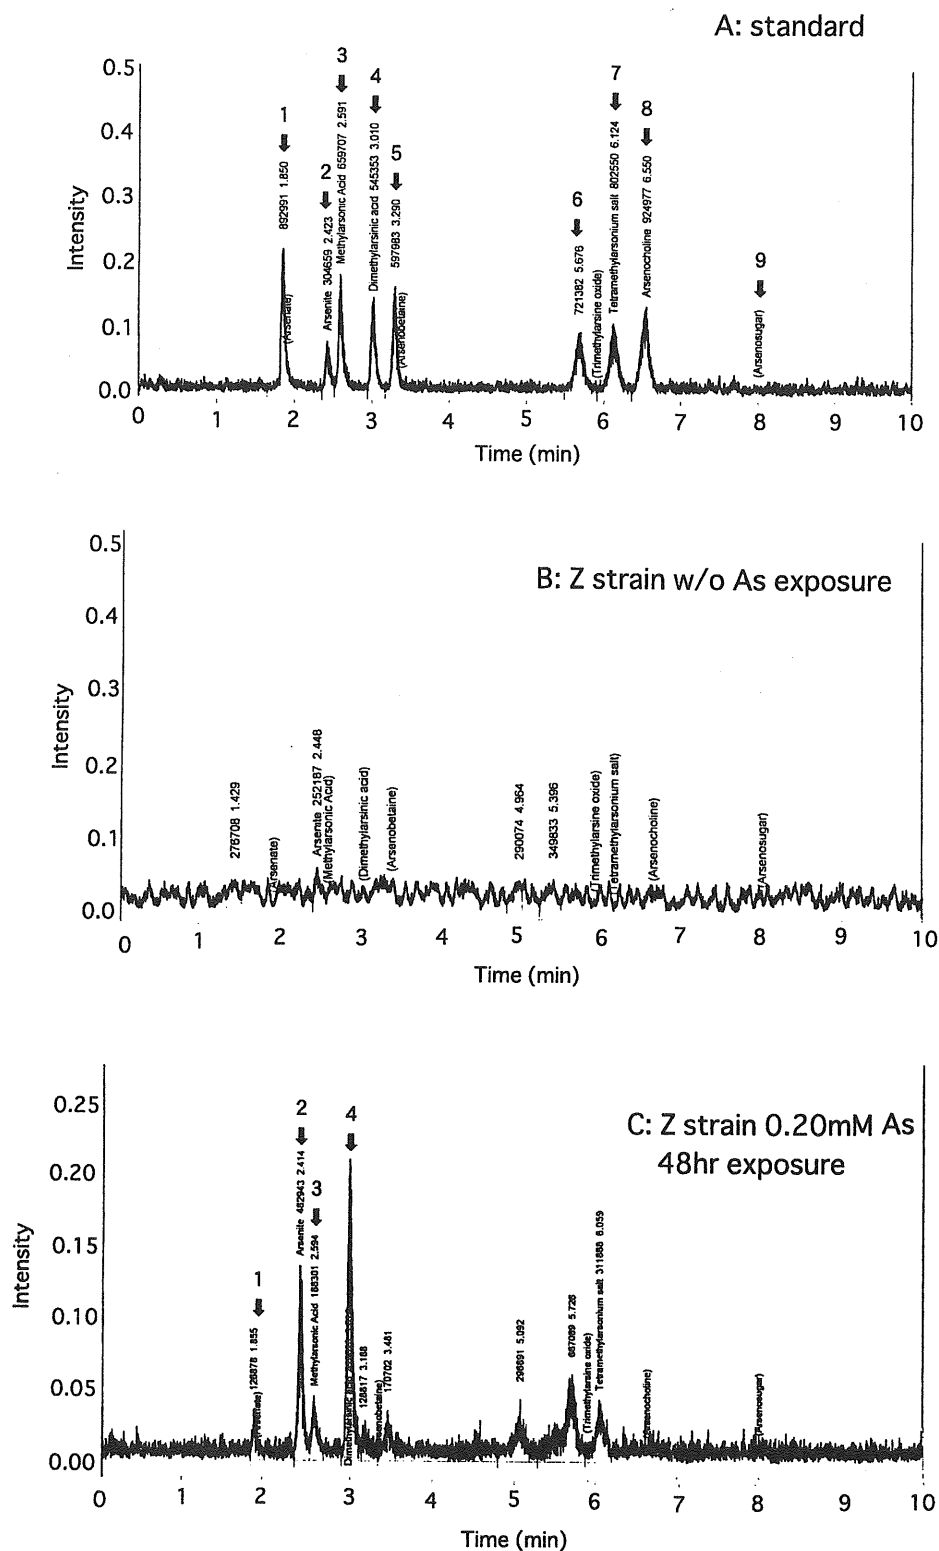 A: standard
0.5
0.4
0.3
0.2
0.1
0.0
Intensity
1
2
3
4
5
6
7
8
9
892991 1.850
(Arsenate)
Arsenite 304659 2.423
Methylarsonic Acid 659707 2.591
Dimethylarsinic acid 545353 3.010
597983 3.290
(Arsenobetaine)
721382 5.676
(Trimethylarsine oxide)
Tetramethylarsonium salt 802550 6.124
Arsenocholine 924977 6.550
(Arsenosugar)
0 1 2 3 4 5 6 7 8 9 10
Time (min)
B: Z strain w/o As exposure
0.5
0.4
0.3
0.2
0.1
0.0
Intensity
276708 1.429
(Arsenate)
Arsenite 252187 2.448
(Methylarsonic Acid)
(Dimethylarsinic acid)
(Arsenobetaine)
290074 4.964
349833 5.396
(Trimethylarsine oxide)
(Tetramethylarsonium salt)
(Arsenocholine)
(Arsenosugar)
0 1 2 3 4 5 6 7 8 9 10
Time (min)
C: Z strain 0.20mM As
48hr exposure
0.25
0.20
0.15
0.10
0.05
0.00
Intensity
1
2
3
4
126878 1.855
(Arsenate)
Arsenite 482943 2.414
Methylarsonic Acid 188301 2.594
Dimethylarsinic acid
128817 3.188
170702 3.481
296891 5.092
687089 5.726
(Trimethylarsine oxide)
Tetramethylarsonium salt 311888 6.059
(Arsenocholine)
(Arsenosugar)
0 1 2 3 4 5 6 7 8 9 10
Time (min)